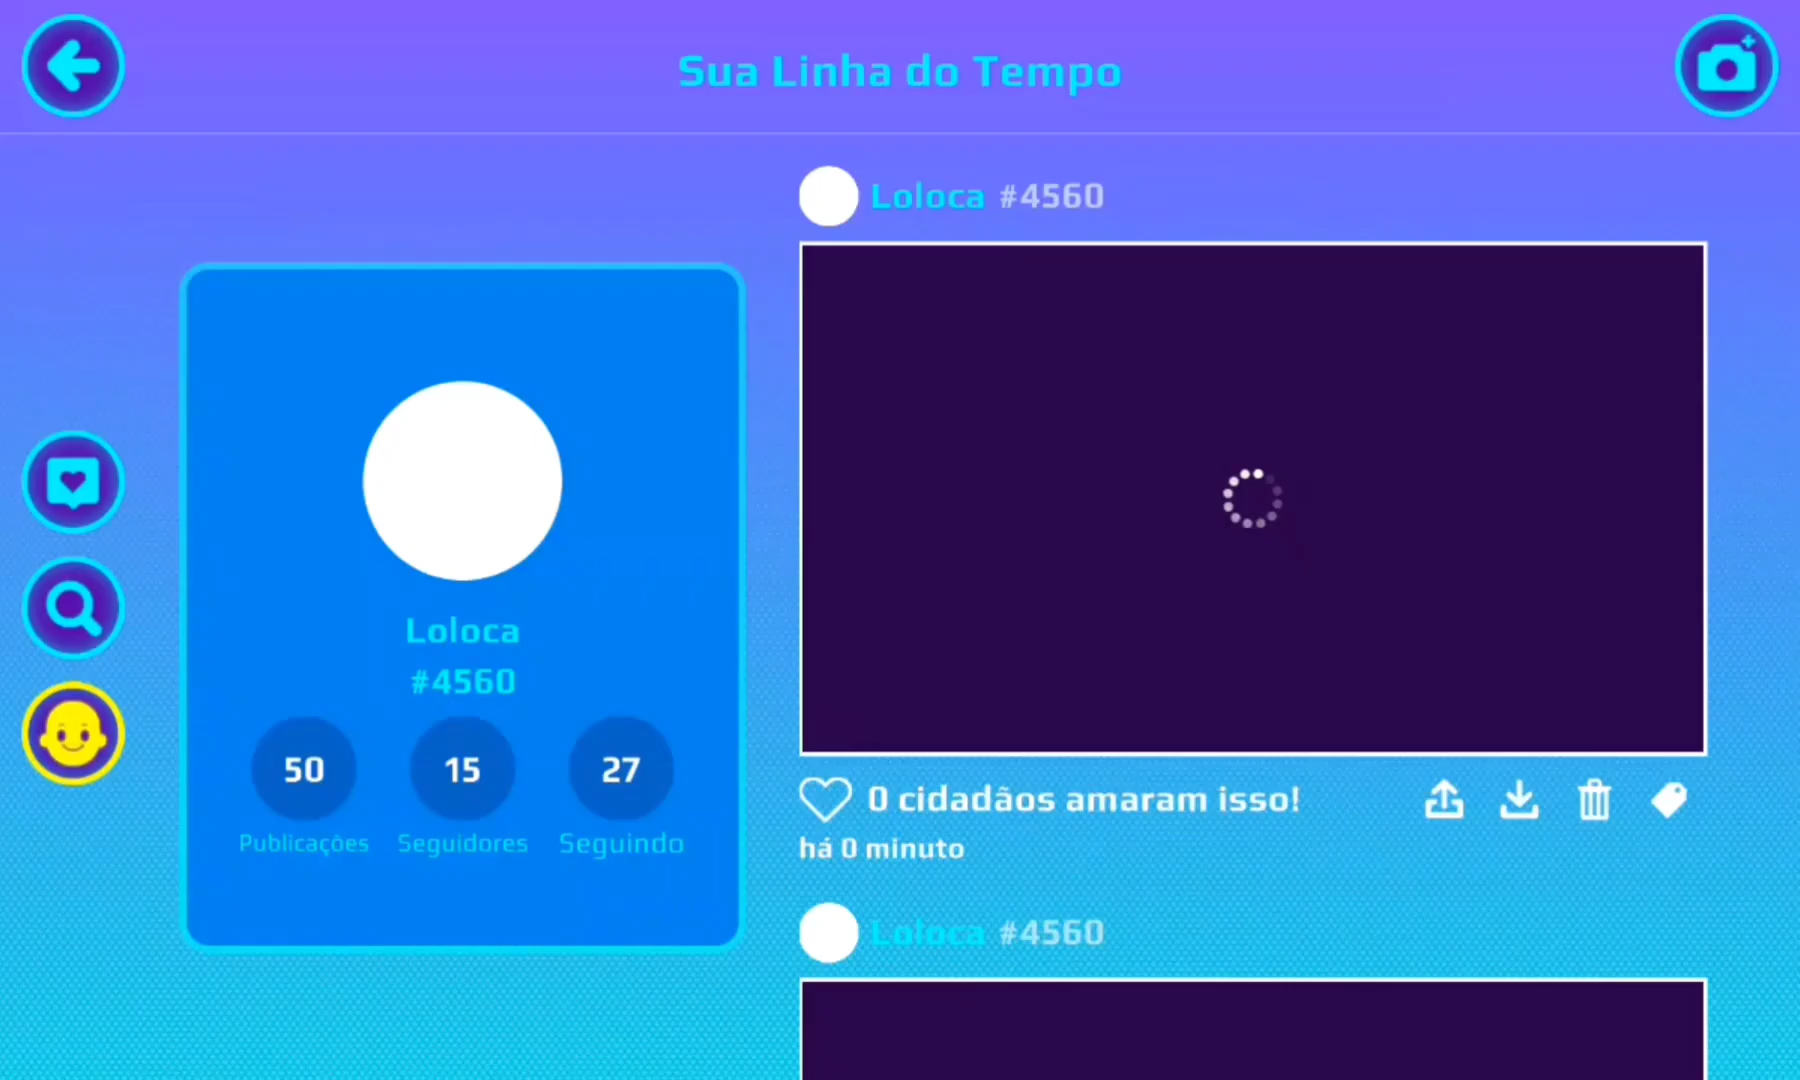 Sua Linha do Tempo
Loloca #4560
Loloca
#4560
50
15
27
Publicações
Seguidores
Seguindo
0 cidadãos amaram isso!
há 0 minuto
Loloca #4560